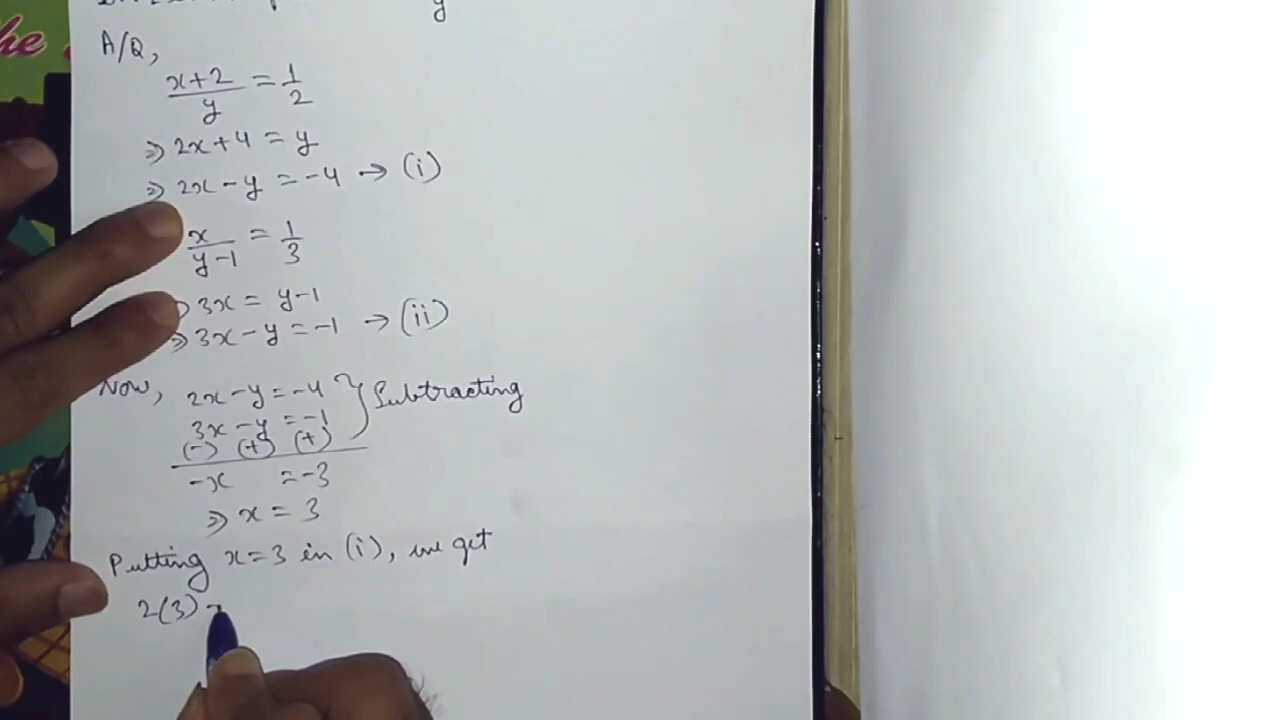 he
y
A/Q,
x+2/y = 1/2
⇒ 2x+4 = y
⇒ 2x-y = -4 → (i)
x/y-1 = 1/3
3x = y-1
⇒ 3x-y = -1 → (ii)
Now, 2x-y = -4 } Subtracting
3x-y = -1
(-) (+) (+)
-x = -3
⇒ x = 3
Putting x=3 in (i), we get
2(3) -